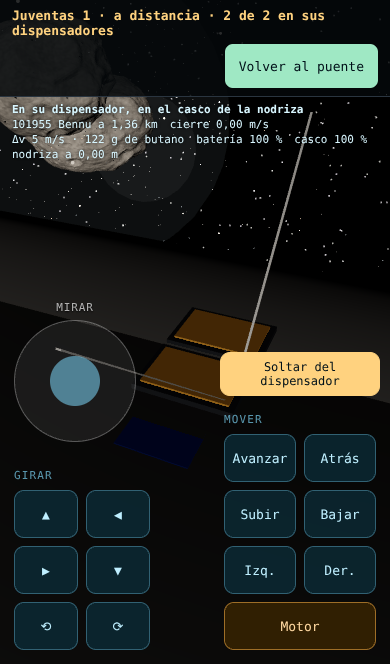 Juventas 1 · a distancia · 2 de 2 en sus
dispensadores
Volver al puente
En su dispensador, en el casco de la nodriza
101955 Bennu a 1,36 km  cierre 0,00 m/s
Δv 5 m/s · 122 g de butano  batería 100 %  casco 100 %
nodriza a 0,00 m
MIRAR
Soltar del
dispensador
MOVER
Avanzar Atrás
GIRAR
▲ ◀
Subir Bajar
▶ ▼
Izq. Der.
⟲ ⟳
Motor